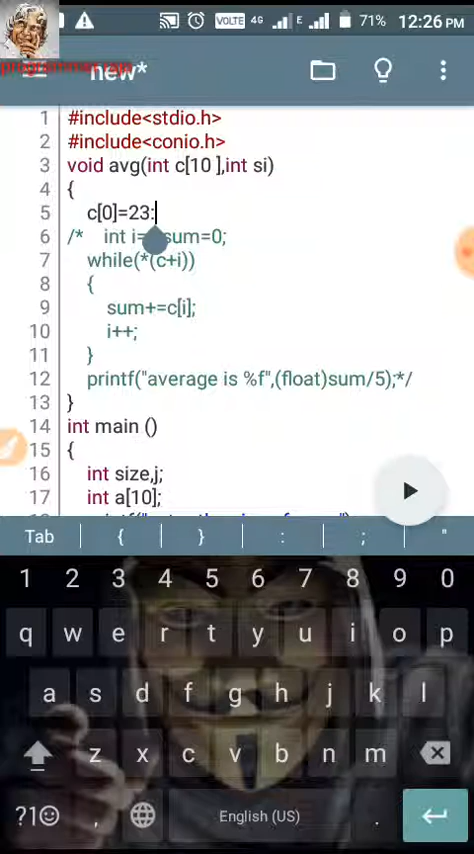 VOLTE 4G E 71% 12:26 PM
new*
1 #include<stdio.h>
2 #include<conio.h>
3 void avg(int c[10 ],int si)
4 {
5 c[0]=23:
6 /* int i= sum=0;
7 while(*(c+i))
8 {
9 sum+=c[i];
10 i++;
11 }
12 printf("average is %f",(float)sum/5);*/
13 }
14 int main ()
15 {
16 int size,j;
17 int a[10];
Tab { } : ; "
1 2 3 4 5 6 7 8 9 0
q w e r t y u i o p
a s d f g h j k l
z x c v b n m
?1☺ , English (US) .